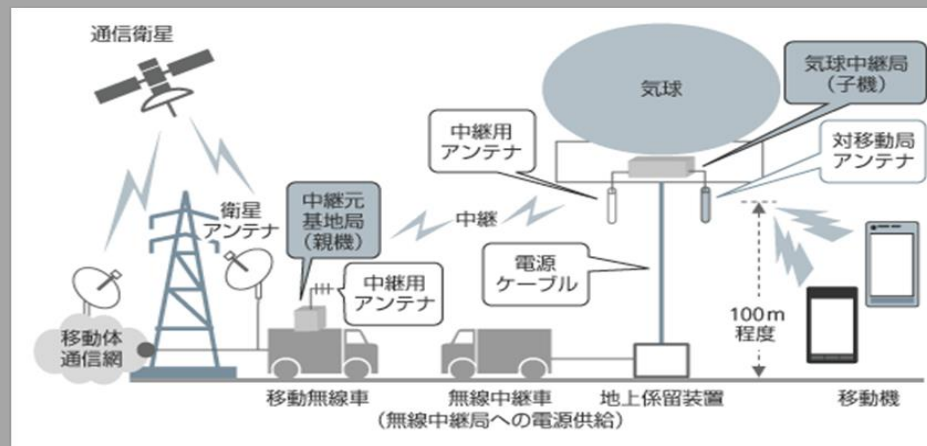 通信衛星
気球
気球中継局
(子機)
中継用
アンテナ
対移動局
アンテナ
衛星
アンテナ
中継元
基地局
(親機)
中継
中継用
アンテナ
電源
ケーブル
100m
程度
移動体
通信網
移動無線車
無線中継車
(無線中継局への電源供給)
地上係留装置
移動機